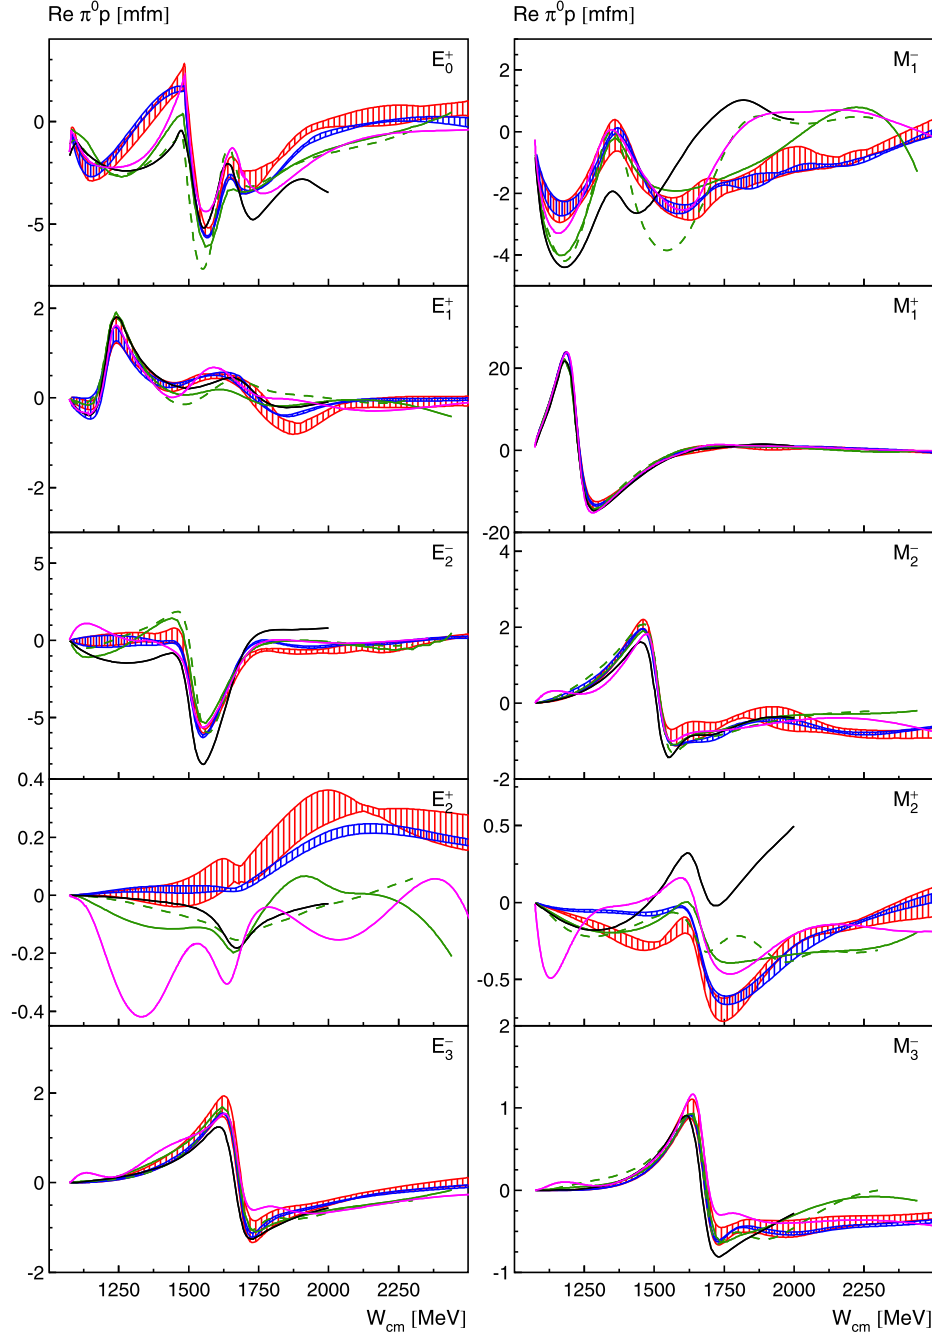 Re π⁰p [mfm] Re π⁰p [mfm]
E₀⁺ M₁⁻
0 -5
2 0 -2 -4
E₁⁺ M₁⁺
2 0 -2
20 0 -20
E₂⁻ M₂⁻
5 0 -5
4 2 0 -2
E₂⁺ M₂⁺
0.4 0.2 0 -0.2 -0.4
0.5 0 -0.5
E₃⁻ M₃⁻
2 0 -2
2 1 0 -1
1250 1500 1750 2000 2250 1250 1500 1750 2000 2250
W_cm [MeV] W_cm [MeV]